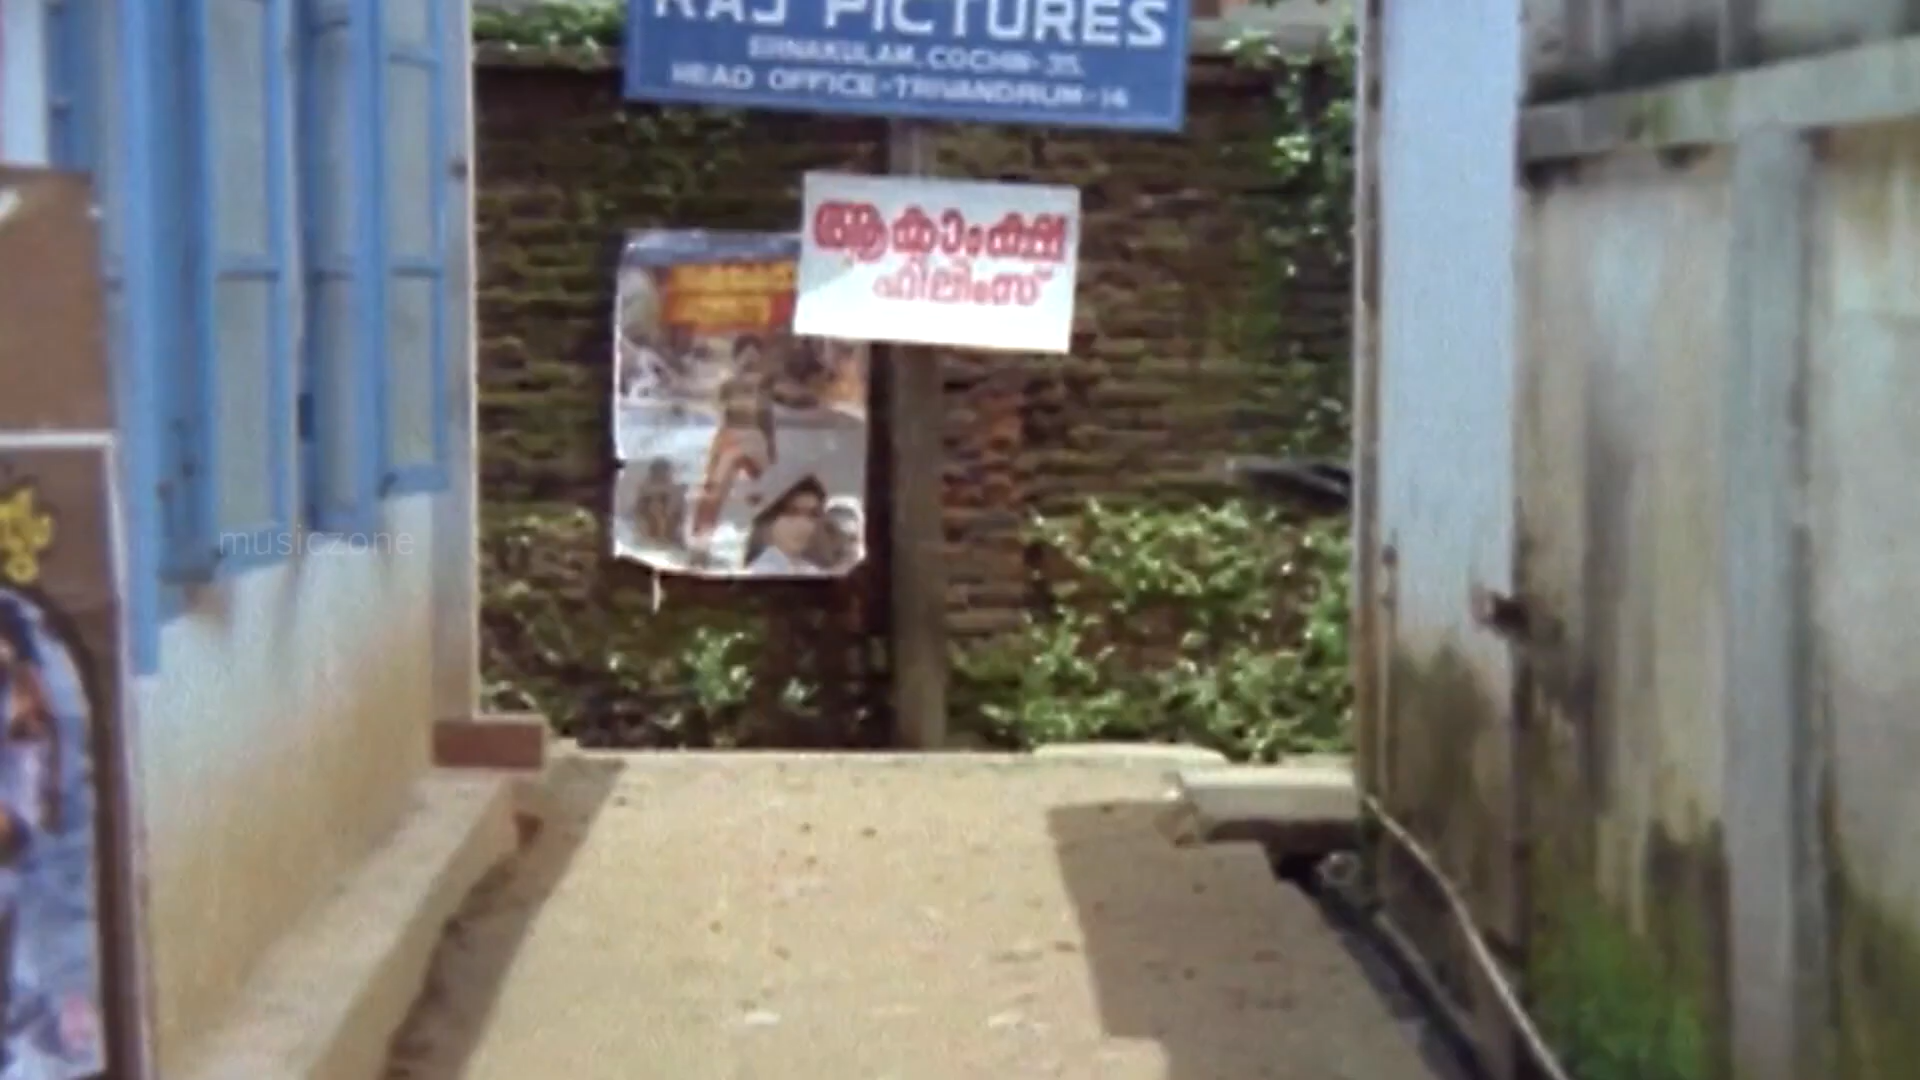 RAJ PICTURES
ERNAKULAM, COCHIN-35.
HEAD OFFICE-TRIVANDRUM-14
ആകാംക്ഷ
ഫിലിംസ്
musiczone